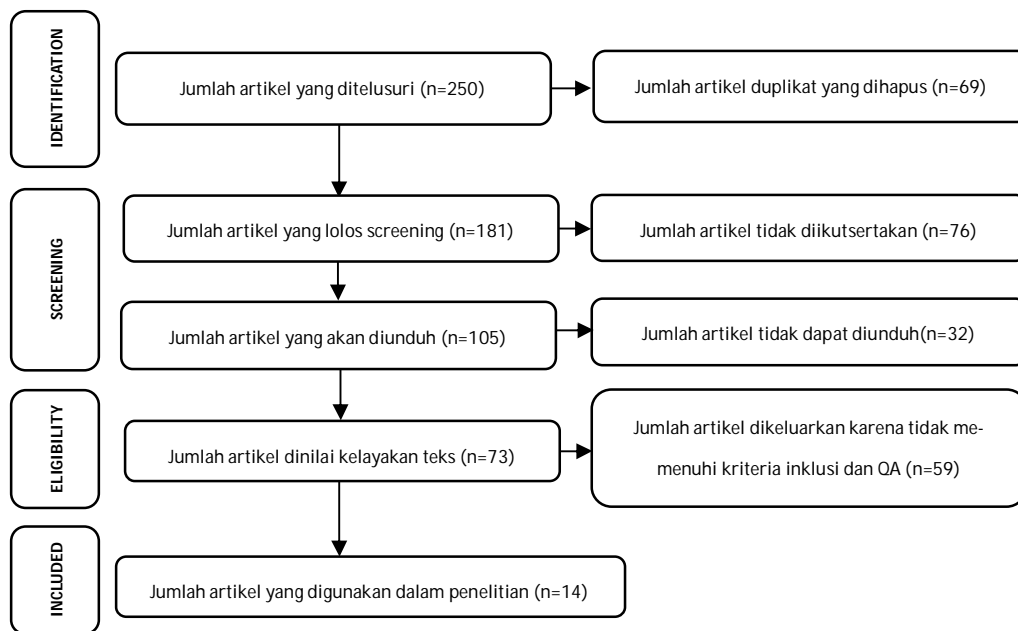 IDENTIFICATION
Jumlah artikel yang ditelusuri (n=250)
Jumlah artikel duplikat yang dihapus (n=69)
SCREENING
Jumlah artikel yang lolos screening (n=181)
Jumlah artikel tidak diikutsertakan (n=76)
Jumlah artikel yang akan diunduh (n=105)
Jumlah artikel tidak dapat diunduh(n=32)
ELIGIBILITY
Jumlah artikel dinilai kelayakan teks (n=73)
Jumlah artikel dikeluarkan karena tidak me-
menuhi kriteria inklusi dan QA (n=59)
INCLUDED
Jumlah artikel yang digunakan dalam penelitian (n=14)